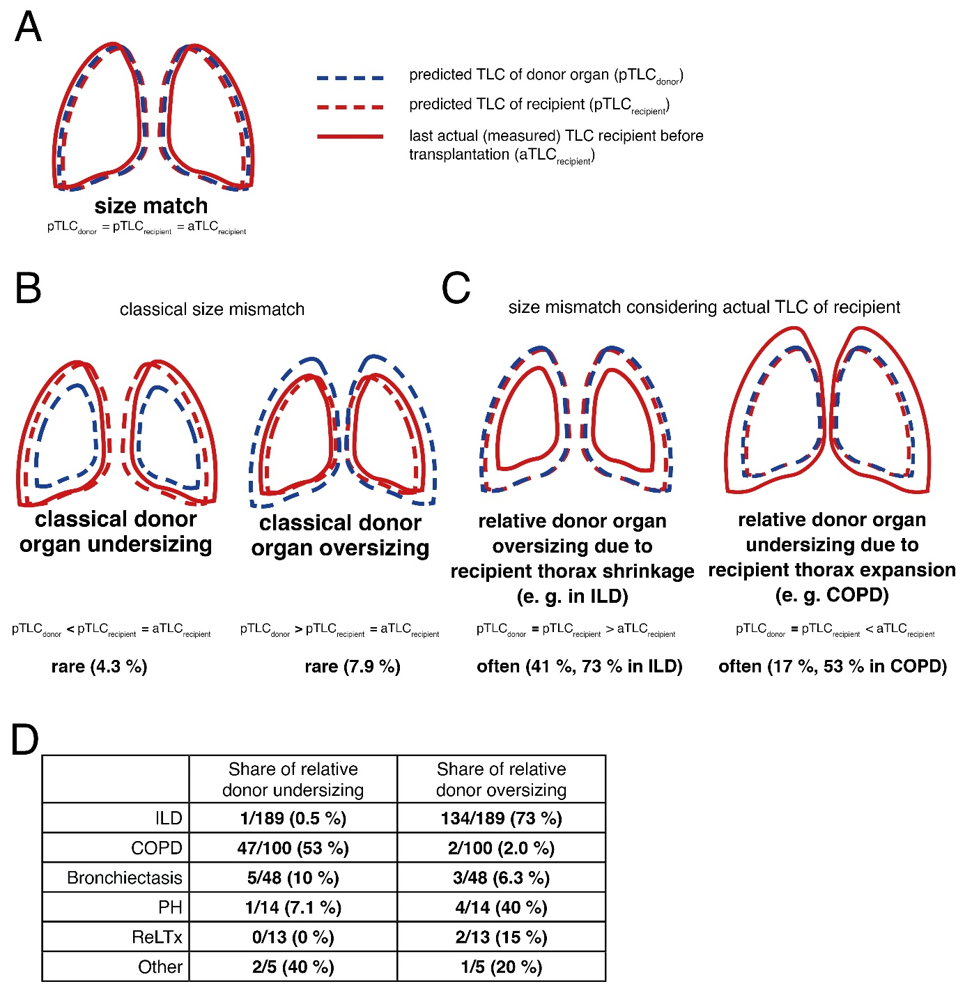 A
predicted TLC of donor organ (pTLCdonor)
predicted TLC of recipient (pTLCrecipient)
last actual (measured) TLC recipient before
transplantation (aTLCrecipient)
size match
pTLCdonor = pTLCrecipient = aTLCrecipient
B
classical size mismatch
classical donor
organ undersizing
pTLCdonor < pTLCrecipient = aTLCrecipient
rare (4.3 %)
classical donor
organ oversizing
pTLCdonor > pTLCrecipient = aTLCrecipient
rare (7.9 %)
C
size mismatch considering actual TLC of recipient
relative donor organ
oversizing due to
recipient thorax shrinkage
(e. g. in ILD)
pTLCdonor = pTLCrecipient > aTLCrecipient
often (41 %, 73 % in ILD)
relative donor organ
undersizing due to
recipient thorax expansion
(e. g. COPD)
pTLCdonor = pTLCrecipient < aTLCrecipient
often (17 %, 53 % in COPD)
D
Share of relative donor undersizing
Share of relative donor oversizing
ILD 1/189 (0.5 %) 134/189 (73 %)
COPD 47/100 (53 %) 2/100 (2.0 %)
Bronchiectasis 5/48 (10 %) 3/48 (6.3 %)
PH 1/14 (7.1 %) 4/14 (40 %)
ReLTx 0/13 (0 %) 2/13 (15 %)
Other 2/5 (40 %) 1/5 (20 %)